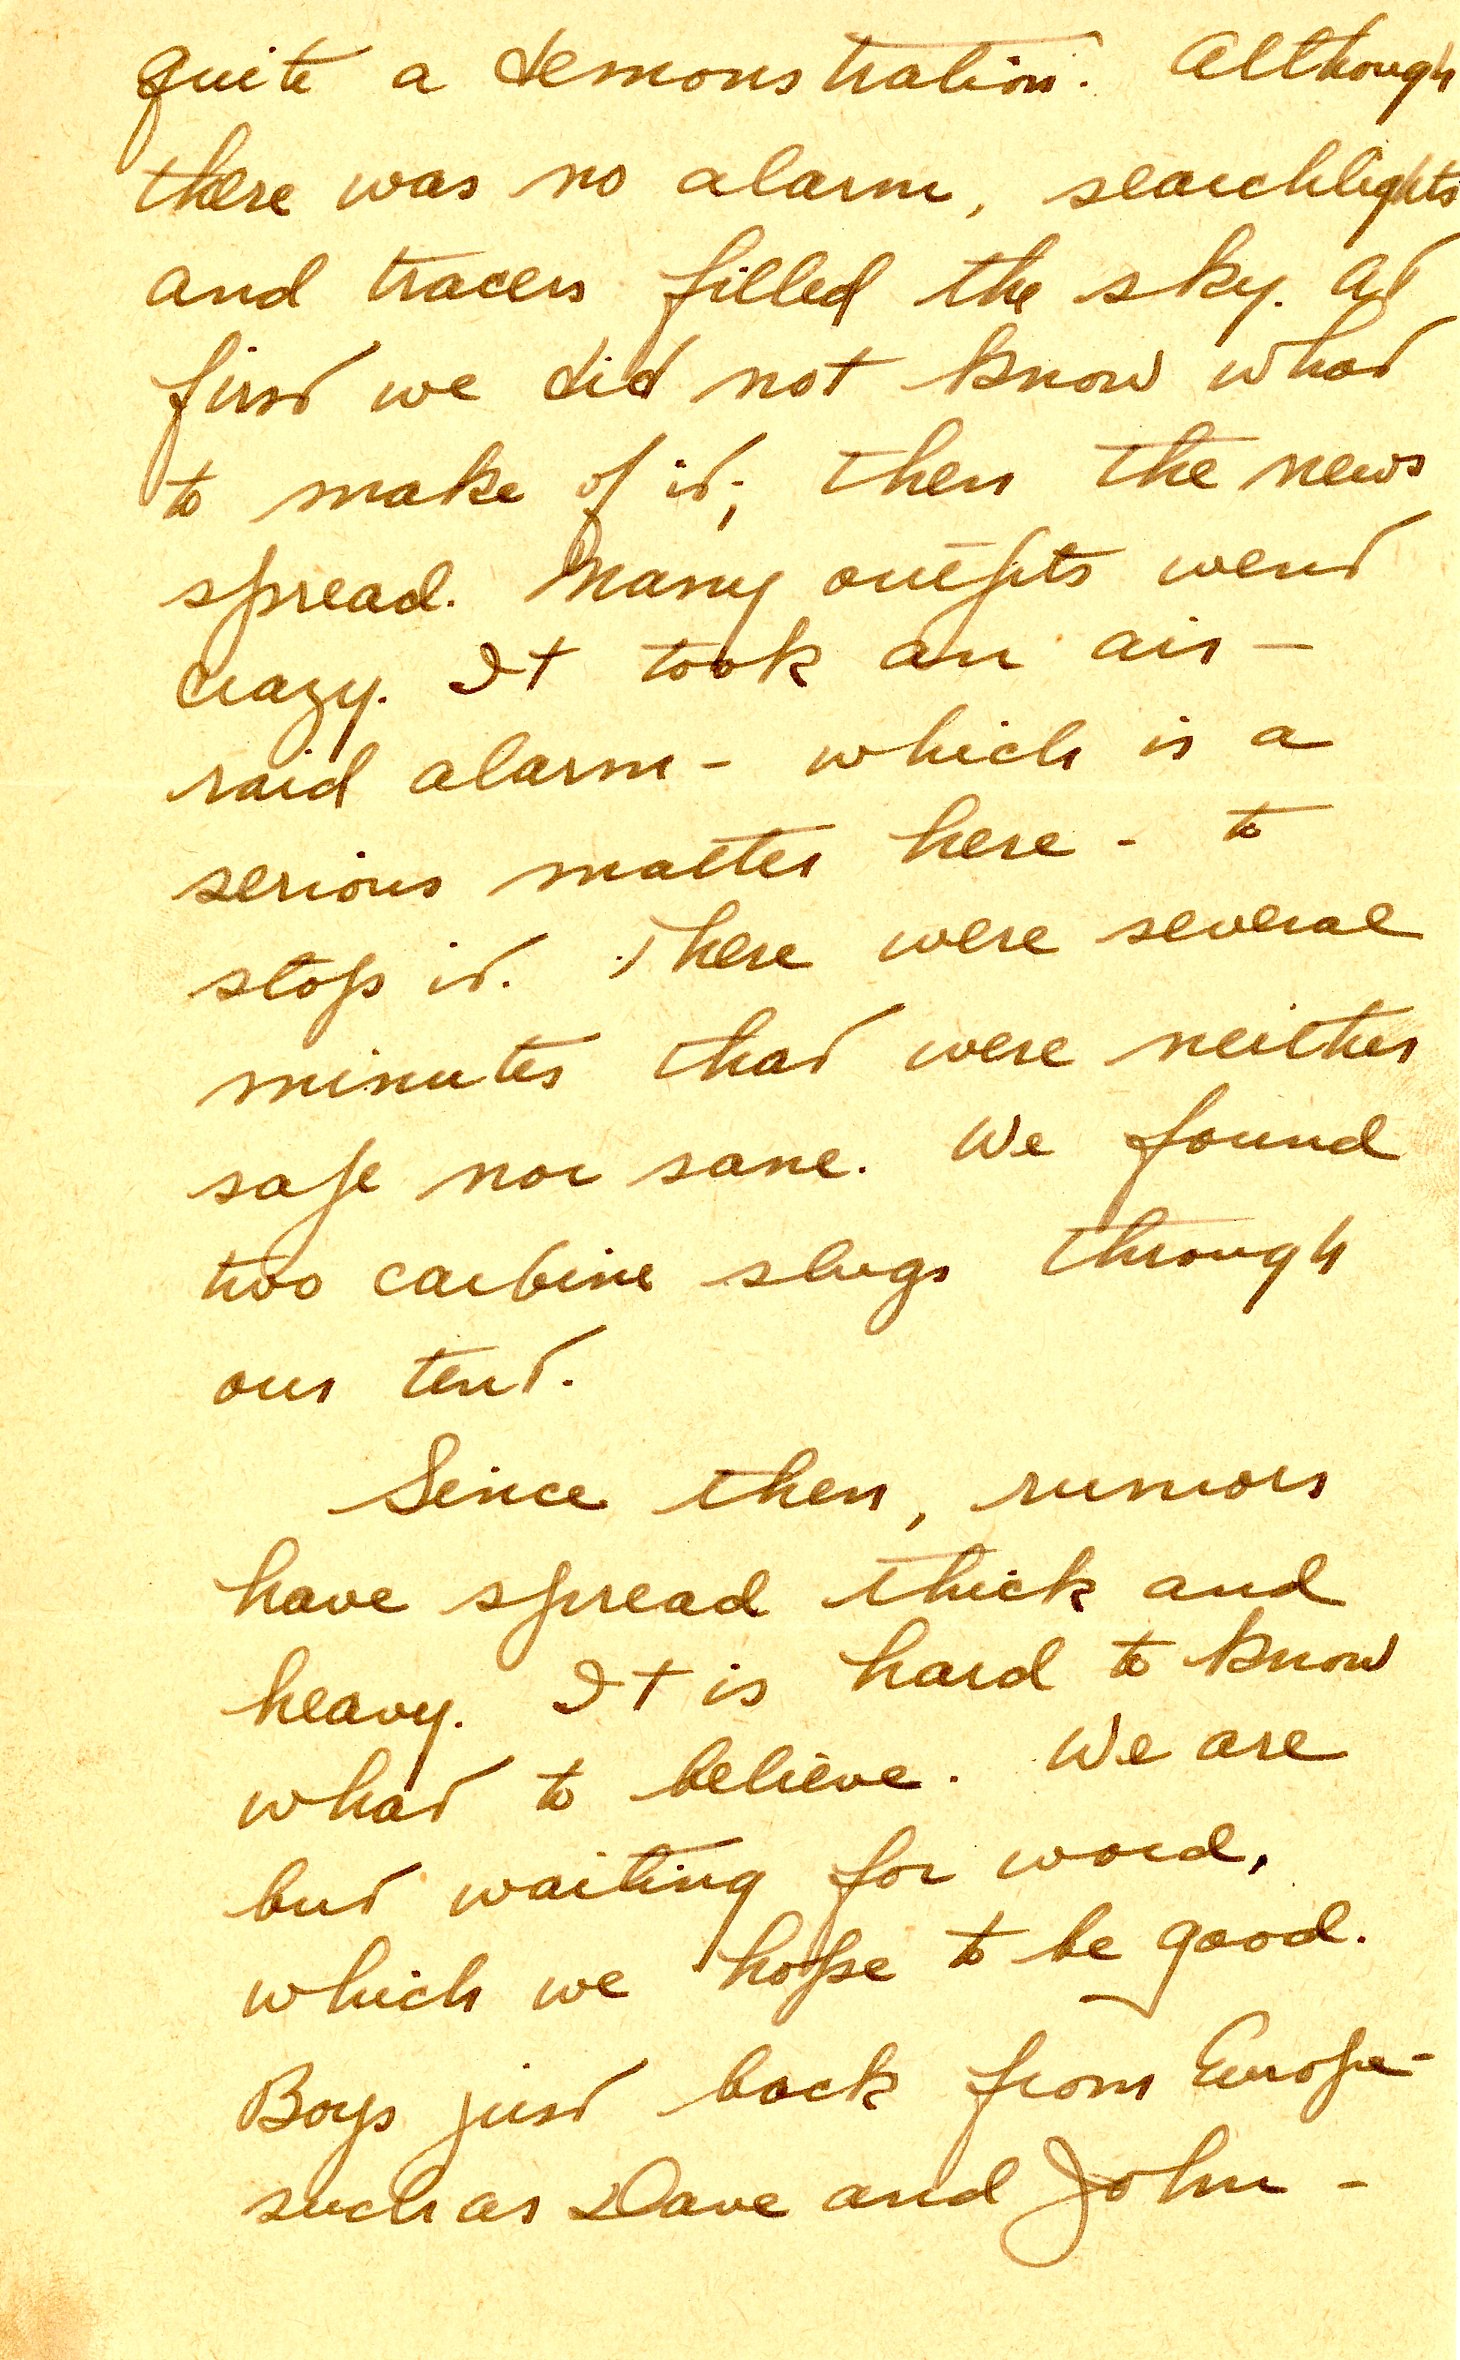 quite a demonstration. Although
there was no alarm, searchlights
and tracers filled the sky. At
first we did not know what
to make of it; then the news
spread. Many outfits went
crazy. It took an air-
raid alarm - which is a
serious matter here - to
stop it. There were several
minutes that were neither
safe nor sane. We found
two carbine slugs through
our tent.
Since then, rumors
have spread thick and
heavy. It is hard to know
what to believe. We are
but waiting for word,
which we hope to be good.
Boys just back from Europe -
such as Dave and John -